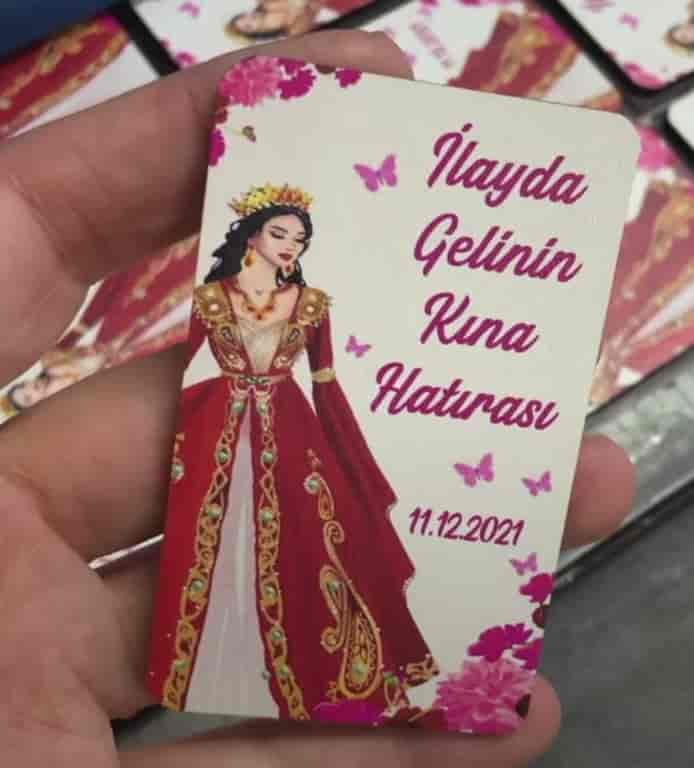 İlayda
Gelinin
Kına
Hatırası
11.12.2021